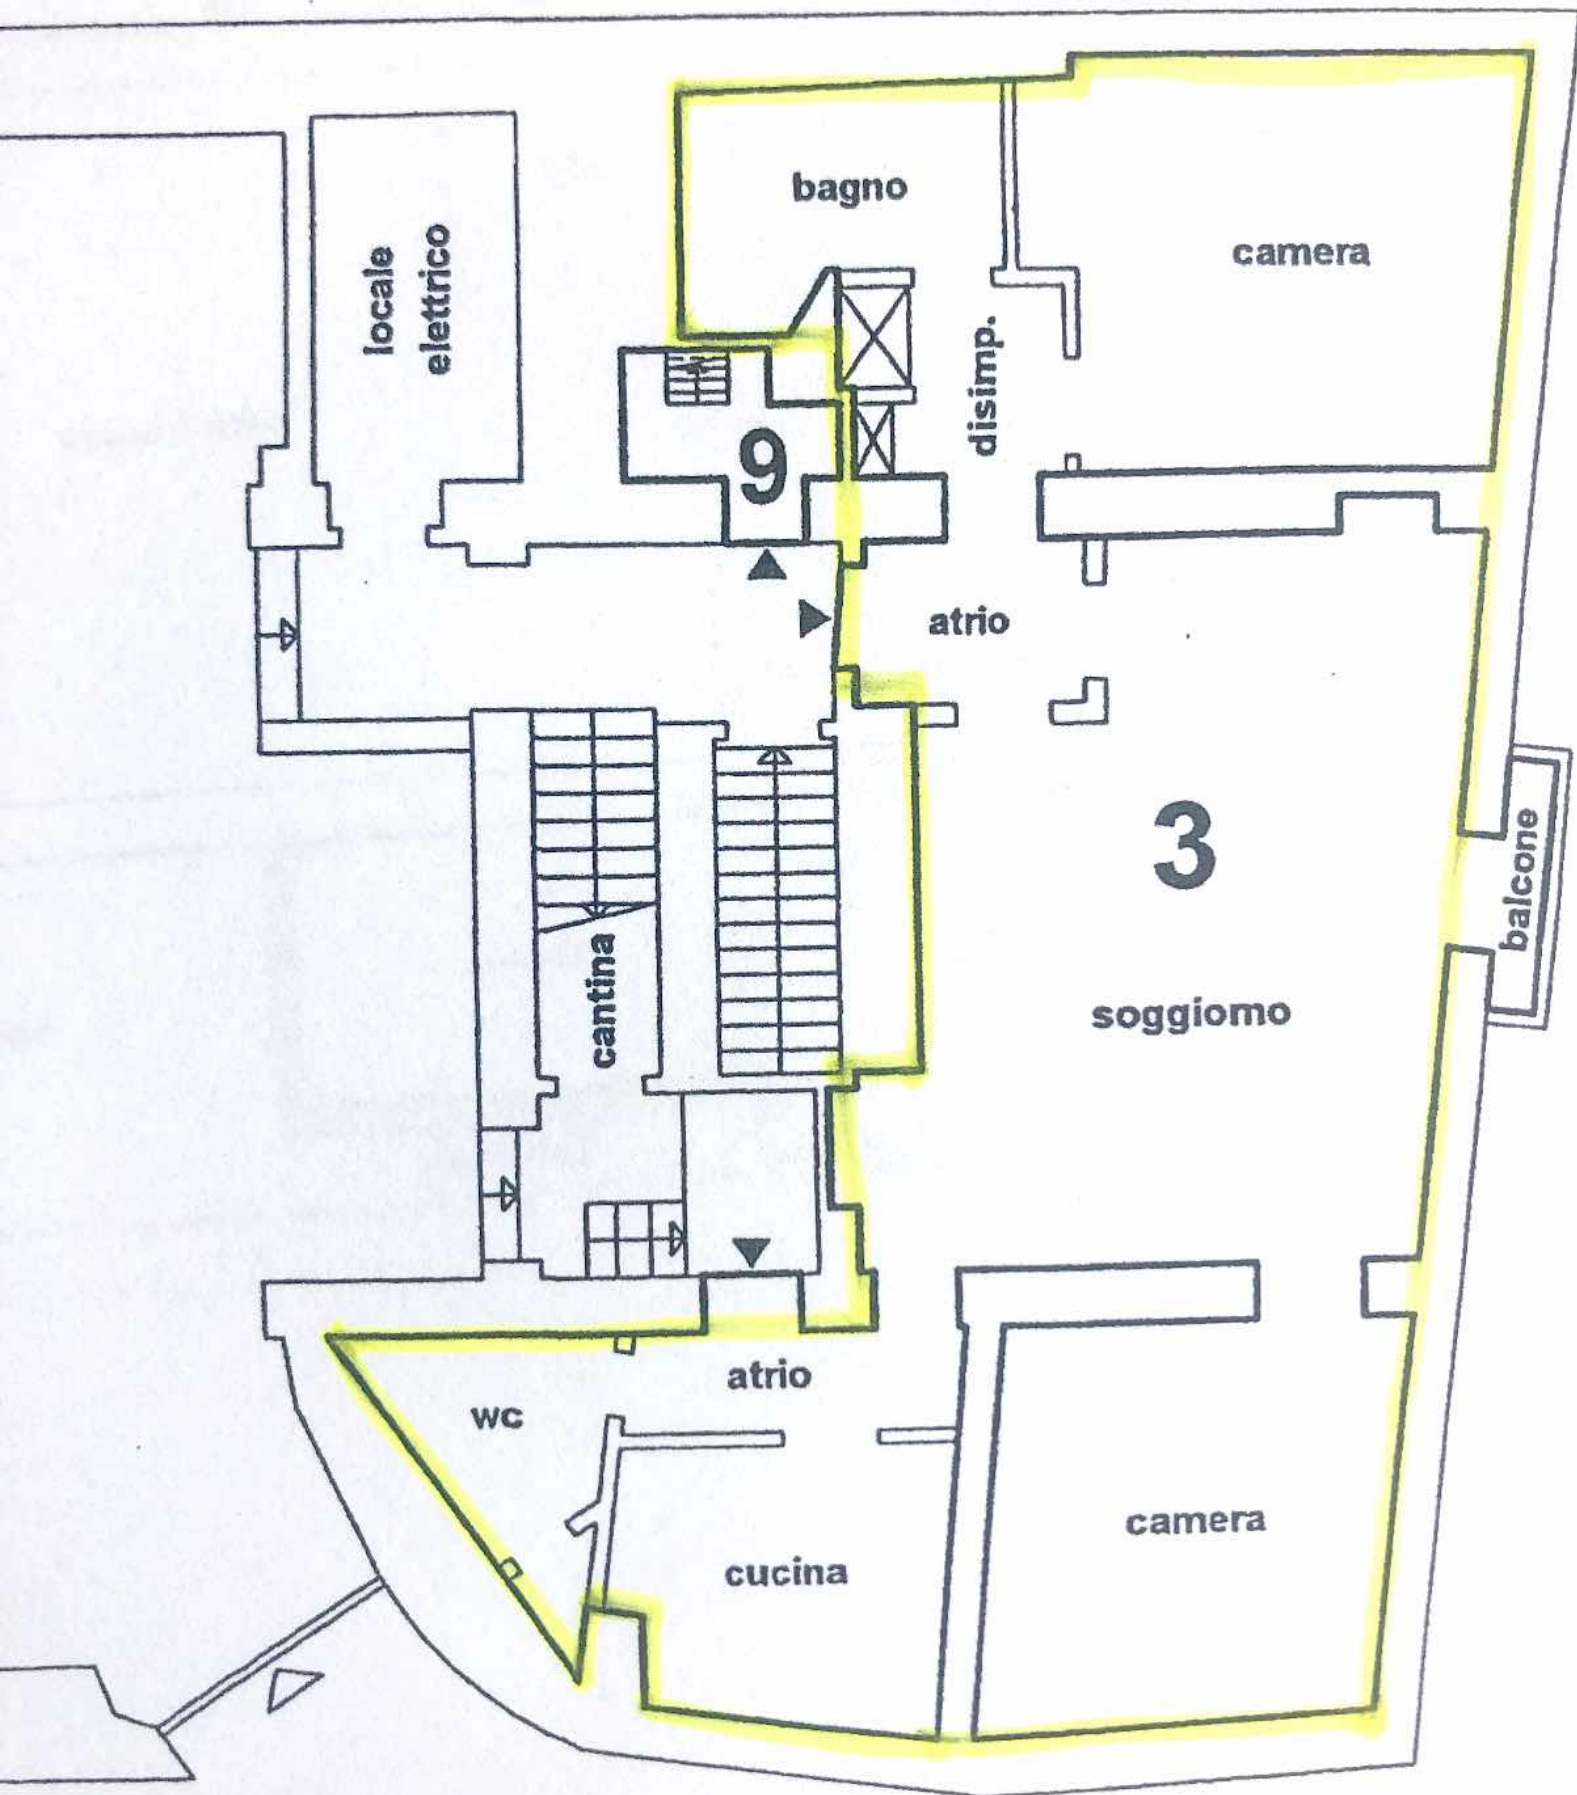 bagno
camera
locale
elettrico
disimp.
9
atrio
3
balcone
cantina
soggiomo
atrio
wc
camera
cucina